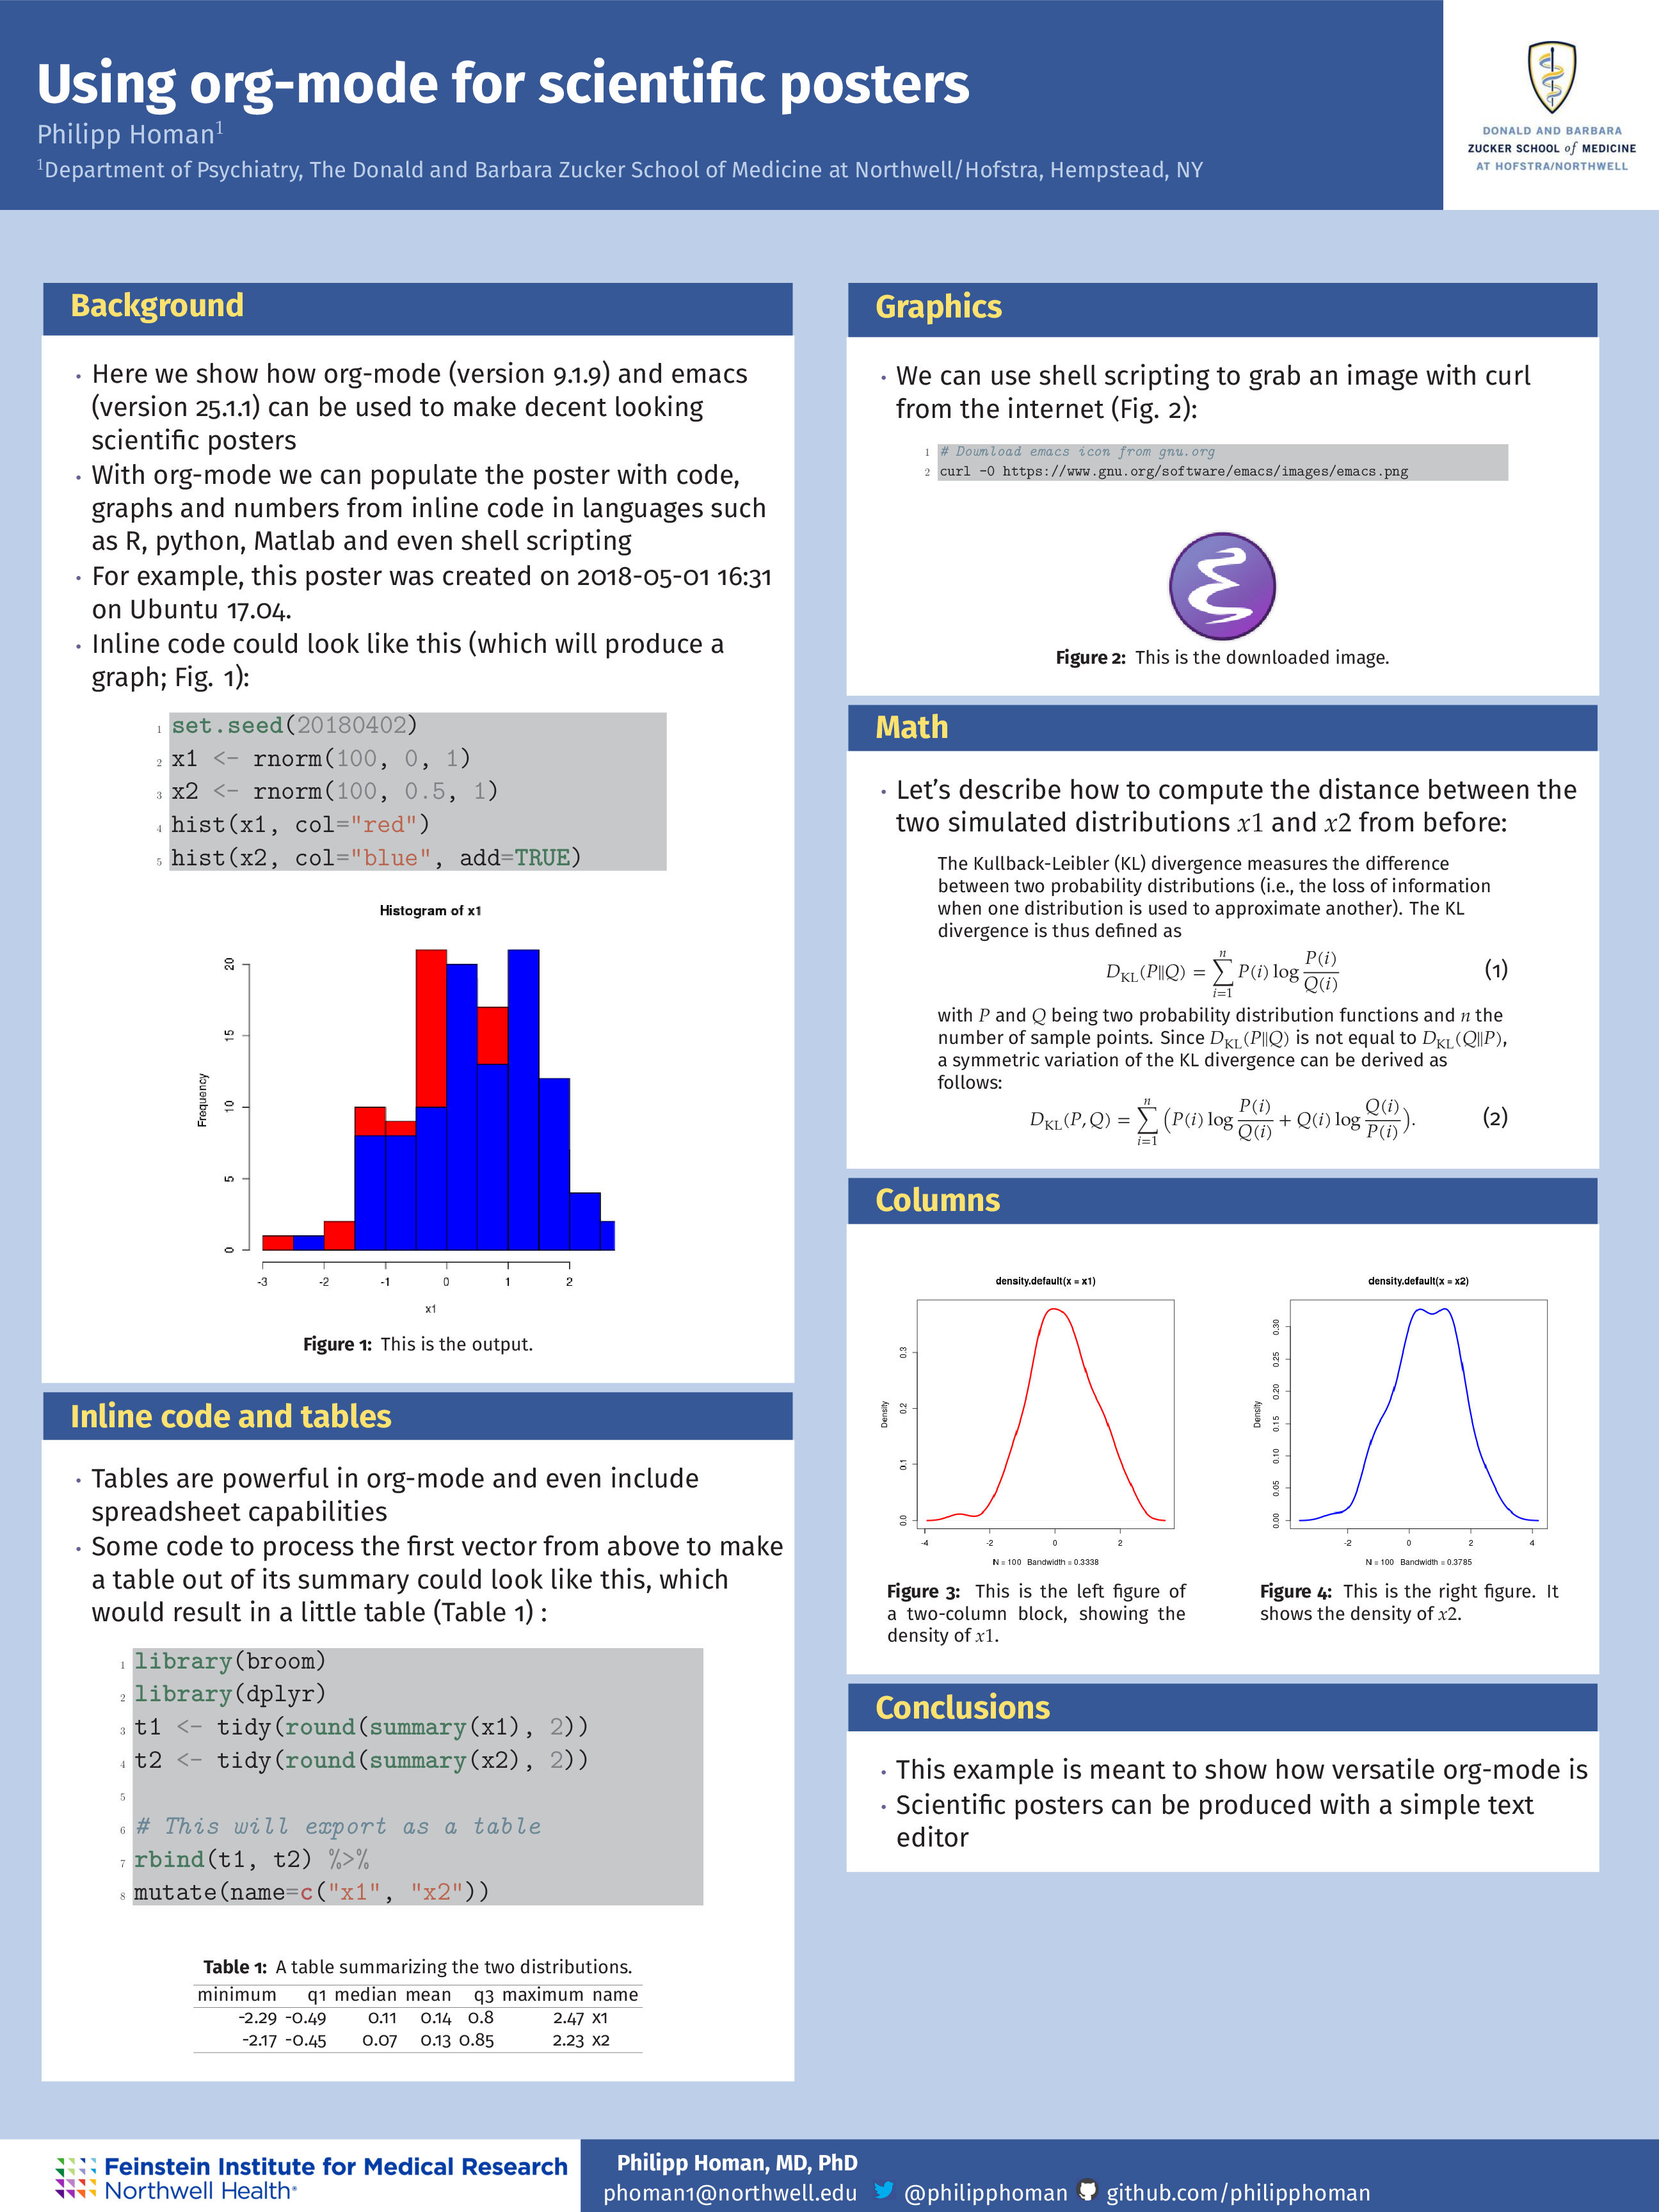 Using org-mode for scientific posters
Philipp Homan¹
¹Department of Psychiatry, The Donald and Barbara Zucker School of Medicine at Northwell/Hofstra, Hempstead, NY
DONALD AND BARBARA
ZUCKER SCHOOL of MEDICINE
AT HOFSTRA/NORTHWELL
Background
• Here we show how org-mode (version 9.1.9) and emacs
(version 25.1.1) can be used to make decent looking
scientific posters
• With org-mode we can populate the poster with code,
graphs and numbers from inline code in languages such
as R, python, Matlab and even shell scripting
• For example, this poster was created on 2018-05-01 16:31
on Ubuntu 17.04.
• Inline code could look like this (which will produce a
graph; Fig. 1):
1 set.seed(20180402)
2 x1 <- rnorm(100, 0, 1)
3 x2 <- rnorm(100, 0.5, 1)
4 hist(x1, col="red")
5 hist(x2, col="blue", add=TRUE)
Histogram of x1
Frequency
20
15
10
5
0
-3 -2 -1 0 1 2
x1
Figure 1: This is the output.
Inline code and tables
• Tables are powerful in org-mode and even include
spreadsheet capabilities
• Some code to process the first vector from above to make
a table out of its summary could look like this, which
would result in a little table (Table 1) :
1 library(broom)
2 library(dplyr)
3 t1 <- tidy(round(summary(x1), 2))
4 t2 <- tidy(round(summary(x2), 2))
5
6 # This will export as a table
7 rbind(t1, t2) %>%
8 mutate(name=c("x1", "x2"))
Table 1: A table summarizing the two distributions.
minimum q1 median mean q3 maximum name
-2.29 -0.49 0.11 0.14 0.8 2.47 x1
-2.17 -0.45 0.07 0.13 0.85 2.23 x2
Graphics
• We can use shell scripting to grab an image with curl
from the internet (Fig. 2):
1 # Download emacs icon from gnu.org
2 curl -O https://www.gnu.org/software/emacs/images/emacs.png
Figure 2: This is the downloaded image.
Math
• Let's describe how to compute the distance between the
two simulated distributions x1 and x2 from before:
The Kullback-Leibler (KL) divergence measures the difference
between two probability distributions (i.e., the loss of information
when one distribution is used to approximate another). The KL
divergence is thus defined as
D_KL(P||Q) = ∑_{i=1}^{n} P(i) log P(i)/Q(i) (1)
with P and Q being two probability distribution functions and n the
number of sample points. Since D_KL(P||Q) is not equal to D_KL(Q||P),
a symmetric variation of the KL divergence can be derived as
follows:
D_KL(P,Q) = ∑_{i=1}^{n} (P(i) log P(i)/Q(i) + Q(i) log Q(i)/P(i)). (2)
Columns
density.default(x = x1)
Density
0.3
0.2
0.1
0.0
-4 -2 0 2
N = 100 Bandwidth = 0.3338
Figure 3: This is the left figure of
a two-column block, showing the
density of x1.
density.default(x = x2)
Density
0.30
0.25
0.20
0.15
0.10
0.05
0.00
-2 0 2 4
N = 100 Bandwidth = 0.3785
Figure 4: This is the right figure. It
shows the density of x2.
Conclusions
• This example is meant to show how versatile org-mode is
• Scientific posters can be produced with a simple text
editor
Feinstein Institute for Medical Research
Northwell Health®
Philipp Homan, MD, PhD
phoman1@northwell.edu @philipphoman github.com/philipphoman